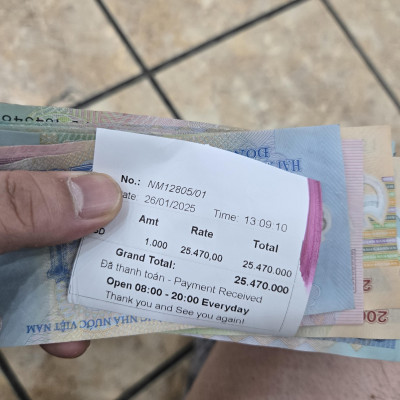 No.: NM12805/01
ate 26/01/2025 Time: 13 09.10
Amt Rate Total
SD 1.000 25.470,00 25.470.000
Grand Total: 25.470.000
Đã thanh toán - Payment Received
Open 08:00 - 20:00 Everyday
Thank you and See you again!
NHÀ NƯỚC VIỆT NAM